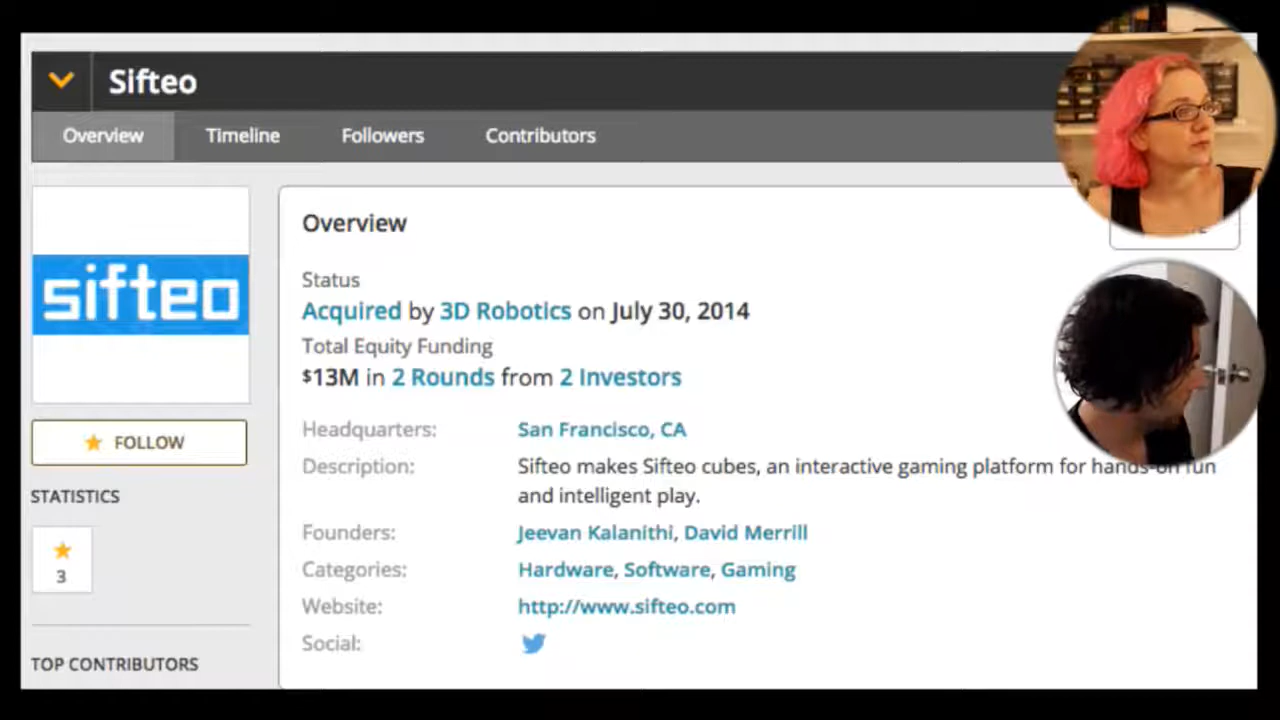 Sifteo
Overview Timeline Followers Contributors
sifteo
FOLLOW
STATISTICS
3
TOP CONTRIBUTORS
Overview
Status
Acquired by 3D Robotics on July 30, 2014
Total Equity Funding
$13M in 2 Rounds from 2 Investors
Headquarters: San Francisco, CA
Description: Sifteo makes Sifteo cubes, an interactive gaming platform for hands-on fun
and intelligent play.
Founders: Jeevan Kalanithi, David Merrill
Categories: Hardware, Software, Gaming
Website: http://www.sifteo.com
Social: